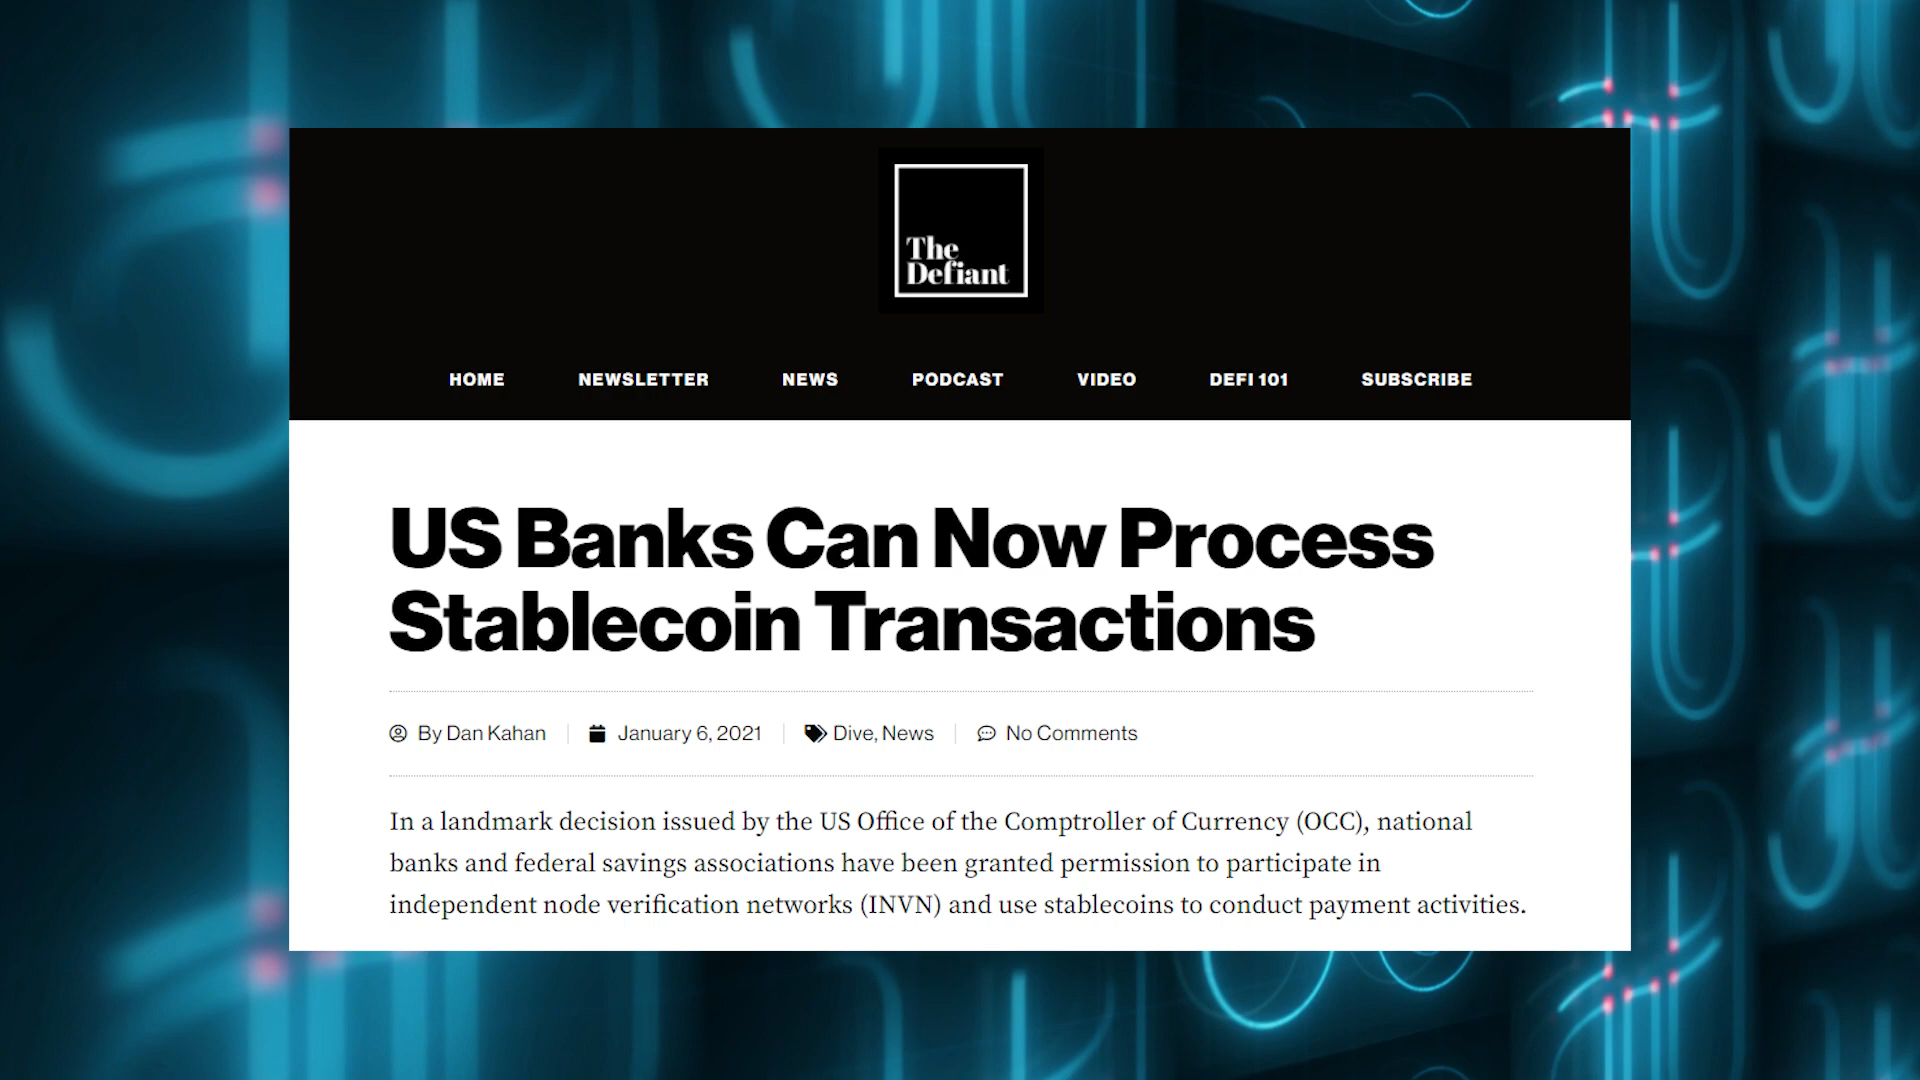 The
Defiant
HOME NEWSLETTER NEWS PODCAST VIDEO DEFI 101 SUBSCRIBE
US Banks Can Now Process
Stablecoin Transactions
By Dan Kahan January 6, 2021 Dive, News No Comments
In a landmark decision issued by the US Office of the Comptroller of Currency (OCC), national
banks and federal savings associations have been granted permission to participate in
independent node verification networks (INVN) and use stablecoins to conduct payment activities.